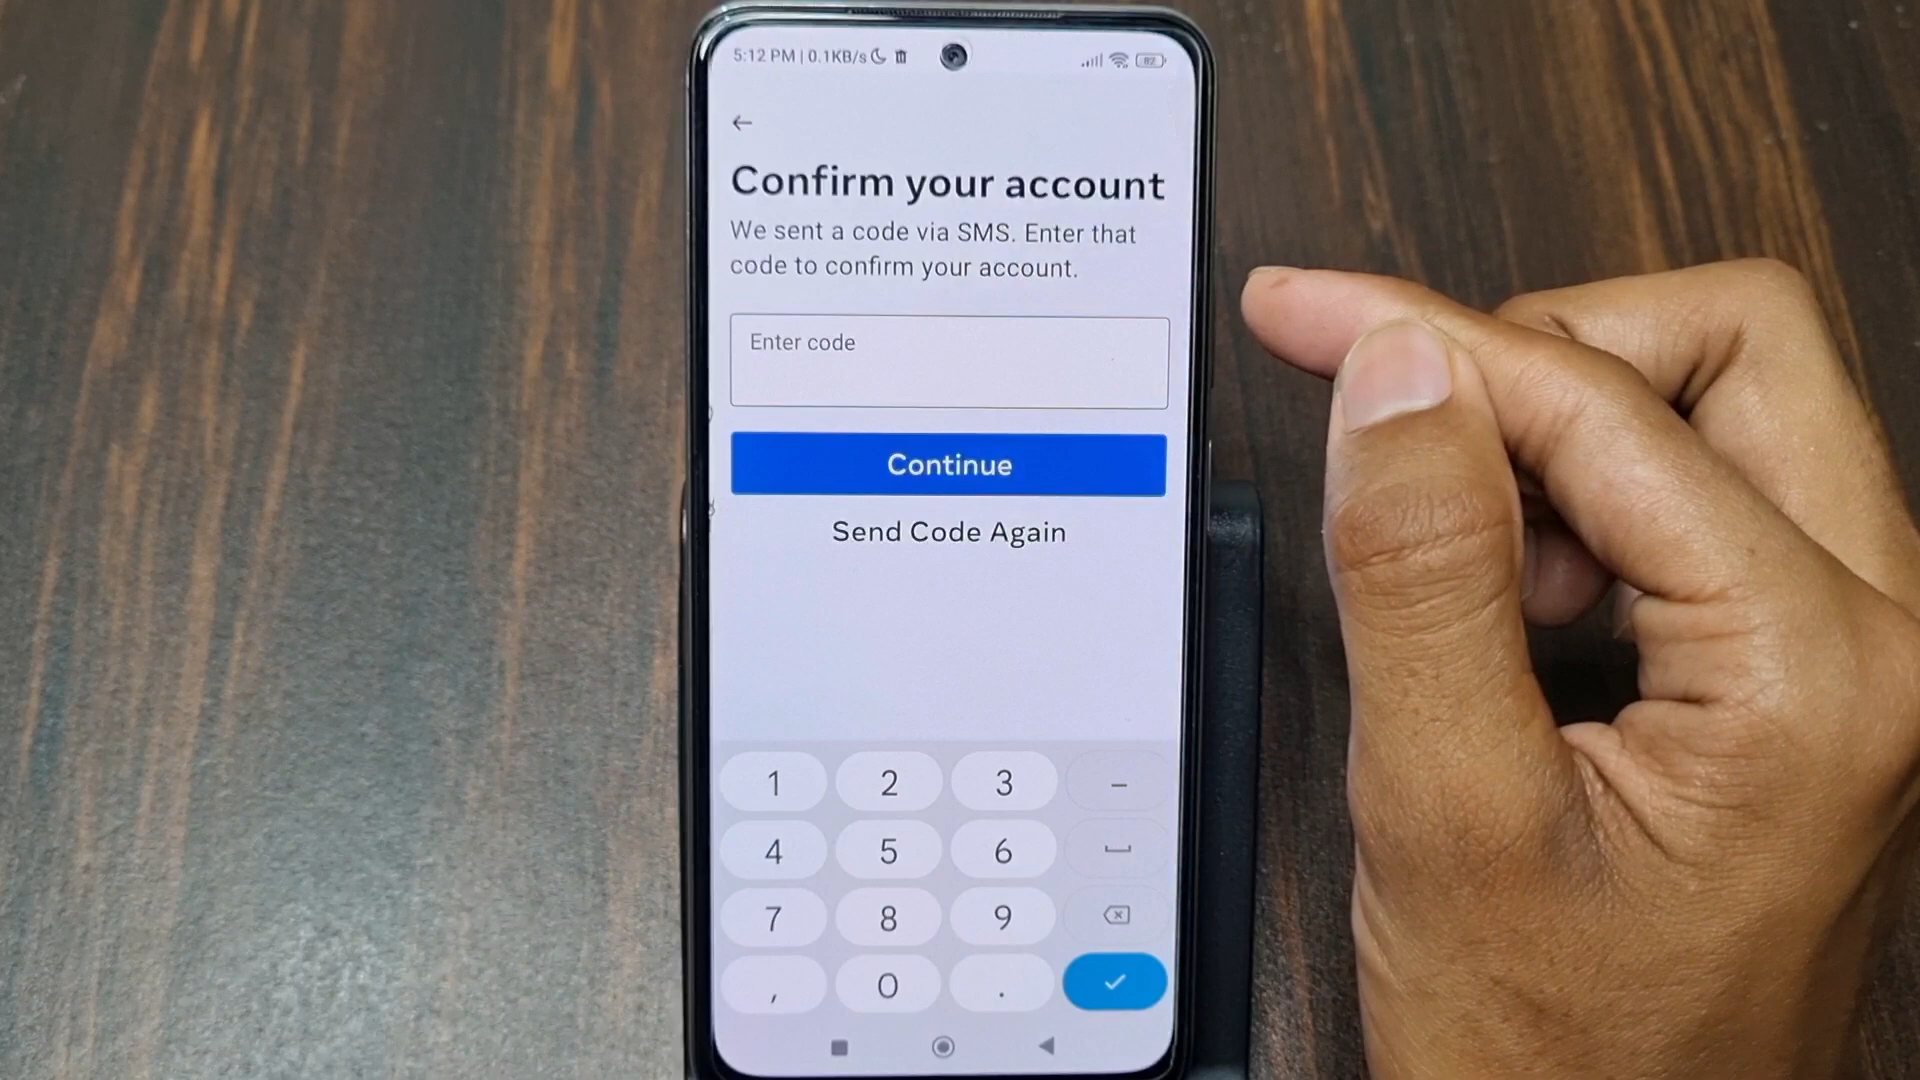 5:12 PM | 0.1KB/s
82
Confirm your account
We sent a code via SMS. Enter that
code to confirm your account.
Enter code
Continue
Send Code Again
1 2 3 −
4 5 6
7 8 9
, 0 .